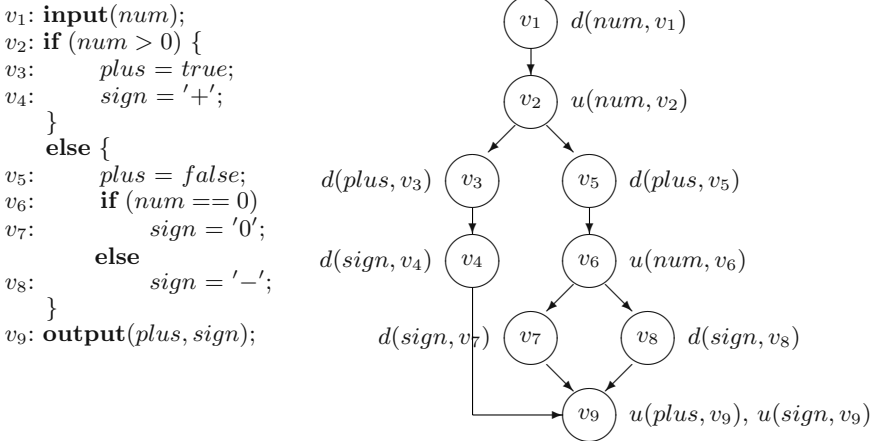 v₁: input(num);
v₂: if (num > 0) {
v₃: plus = true;
v₄: sign = ′+′;
}
else {
v₅: plus = false;
v₆: if (num == 0)
v₇: sign = ′0′;
else
v₈: sign = ′−′;
}
v₉: output(plus, sign);
v₁ d(num, v₁)
v₂ u(num, v₂)
d(plus, v₃) v₃ v₅ d(plus, v₅)
d(sign, v₄) v₄ v₆ u(num, v₆)
d(sign, v₇) v₇ v₈ d(sign, v₈)
v₉ u(plus, v₉), u(sign, v₉)